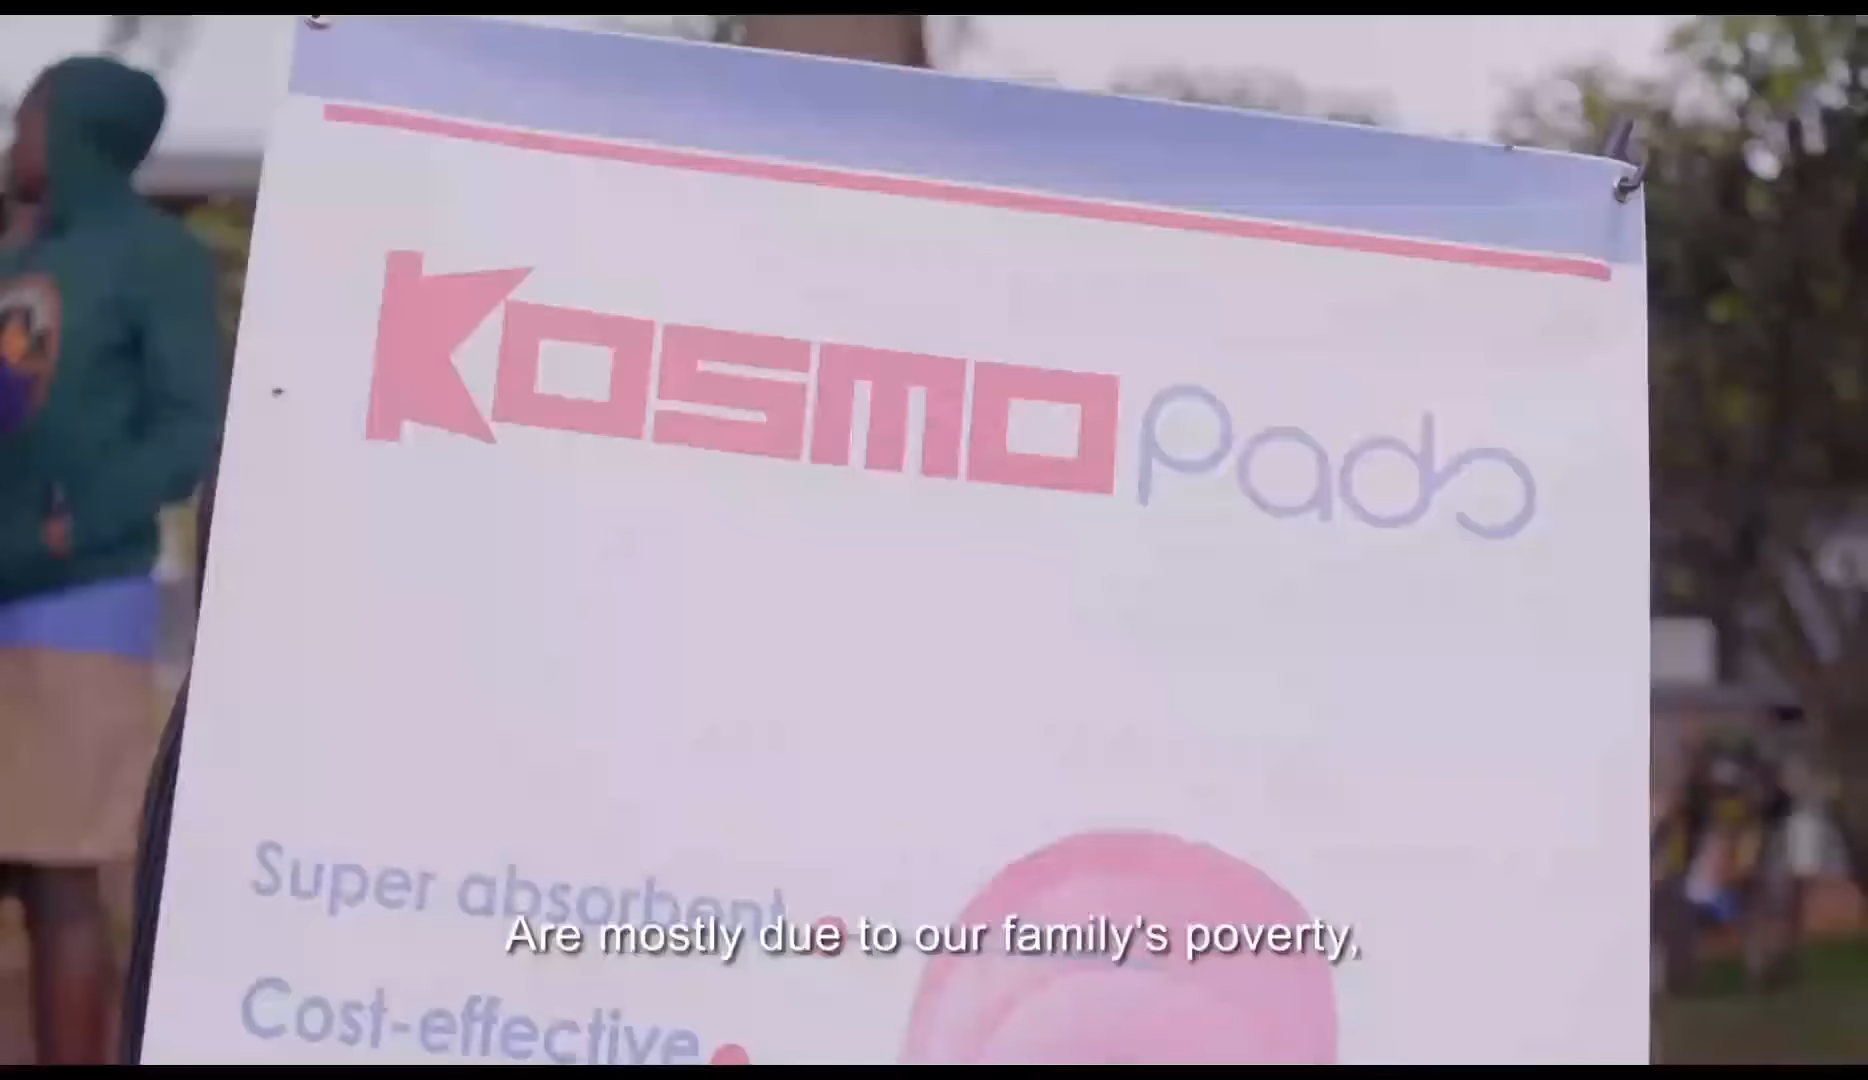 Kosmo Pads
Super absorbent
Are mostly due to our family's poverty,
Cost-effective